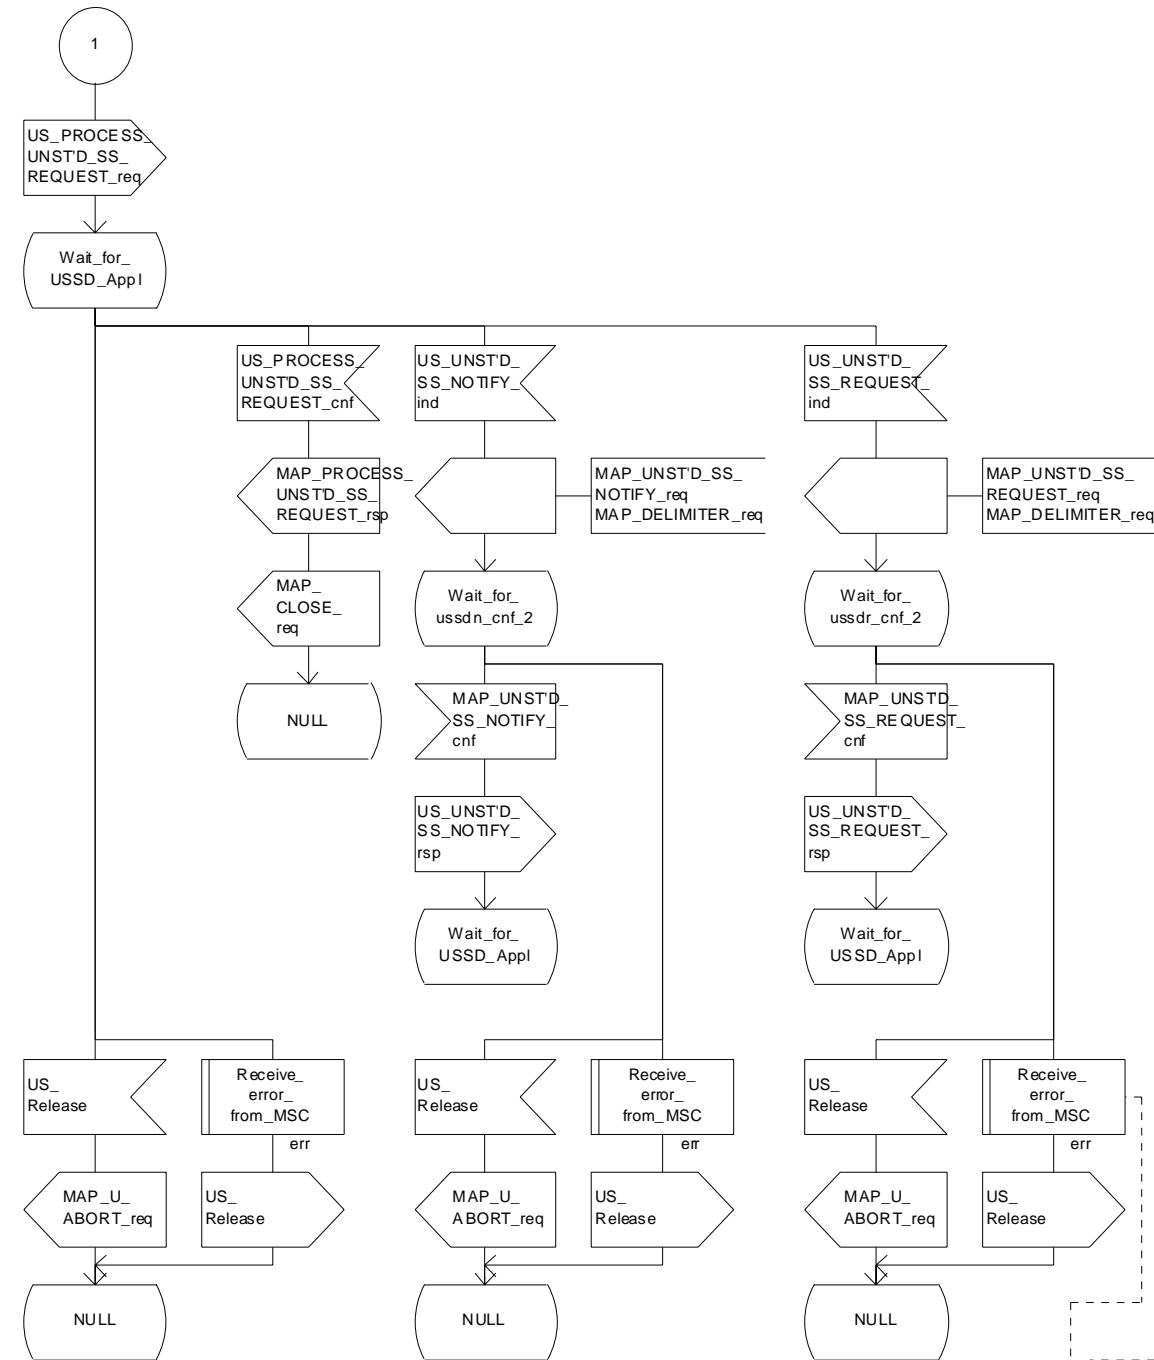 1
US_PROCESS_
UNST'D_SS_
REQUEST_req
Wait_for_
USSD_Appl
US_PROCESS_
UNST'D_SS_
REQUEST_cnf
US_UNST'D_
SS_NOTIFY_
ind
US_UNST'D_
SS_REQUEST_
ind
MAP_PROCESS_
UNST'D_SS_
REQUEST_rsp
MAP_UNST'D_SS_
NOTIFY_req
MAP_DELIMITER_req
MAP_UNST'D_SS_
REQUEST_req
MAP_DELIMITER_req
MAP_
CLOSE_
req
Wait_for_
ussdn_cnf_2
Wait_for_
ussdr_cnf_2
NULL
MAP_UNST'D_
SS_NOTIFY_
cnf
MAP_UNST'D_
SS_REQUEST_
cnf
US_UNST'D_
SS_NOTIFY_
rsp
US_UNST'D_
SS_REQUEST_
rsp
Wait_for_
USSD_Appl
Wait_for_
USSD_Appl
US_
Release
Receive_
error_
from_MSC
err
US_
Release
Receive_
error_
from_MSC
err
US_
Release
Receive_
error_
from_MSC
err
MAP_U_
ABORT_req
US_
Release
MAP_U_
ABORT_req
US_
Release
MAP_U_
ABORT_req
US_
Release
NULL
NULL
NULL